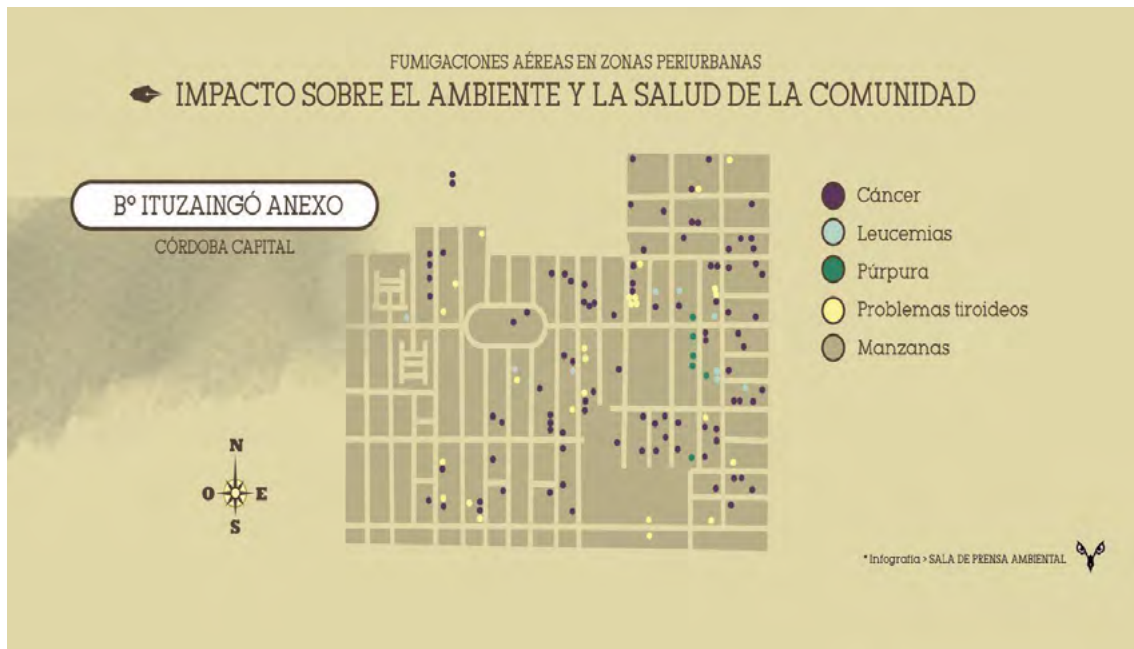 FUMIGACIONES AÉREAS EN ZONAS PERIURBANAS
IMPACTO SOBRE EL AMBIENTE Y LA SALUD DE LA COMUNIDAD
Bº ITUZAINGÓ ANEXO
CÓRDOBA CAPITAL
Cáncer
Leucemias
Púrpura
Problemas tiroideos
Manzanas
N
O E
S
* Infografía > SALA DE PRENSA AMBIENTAL